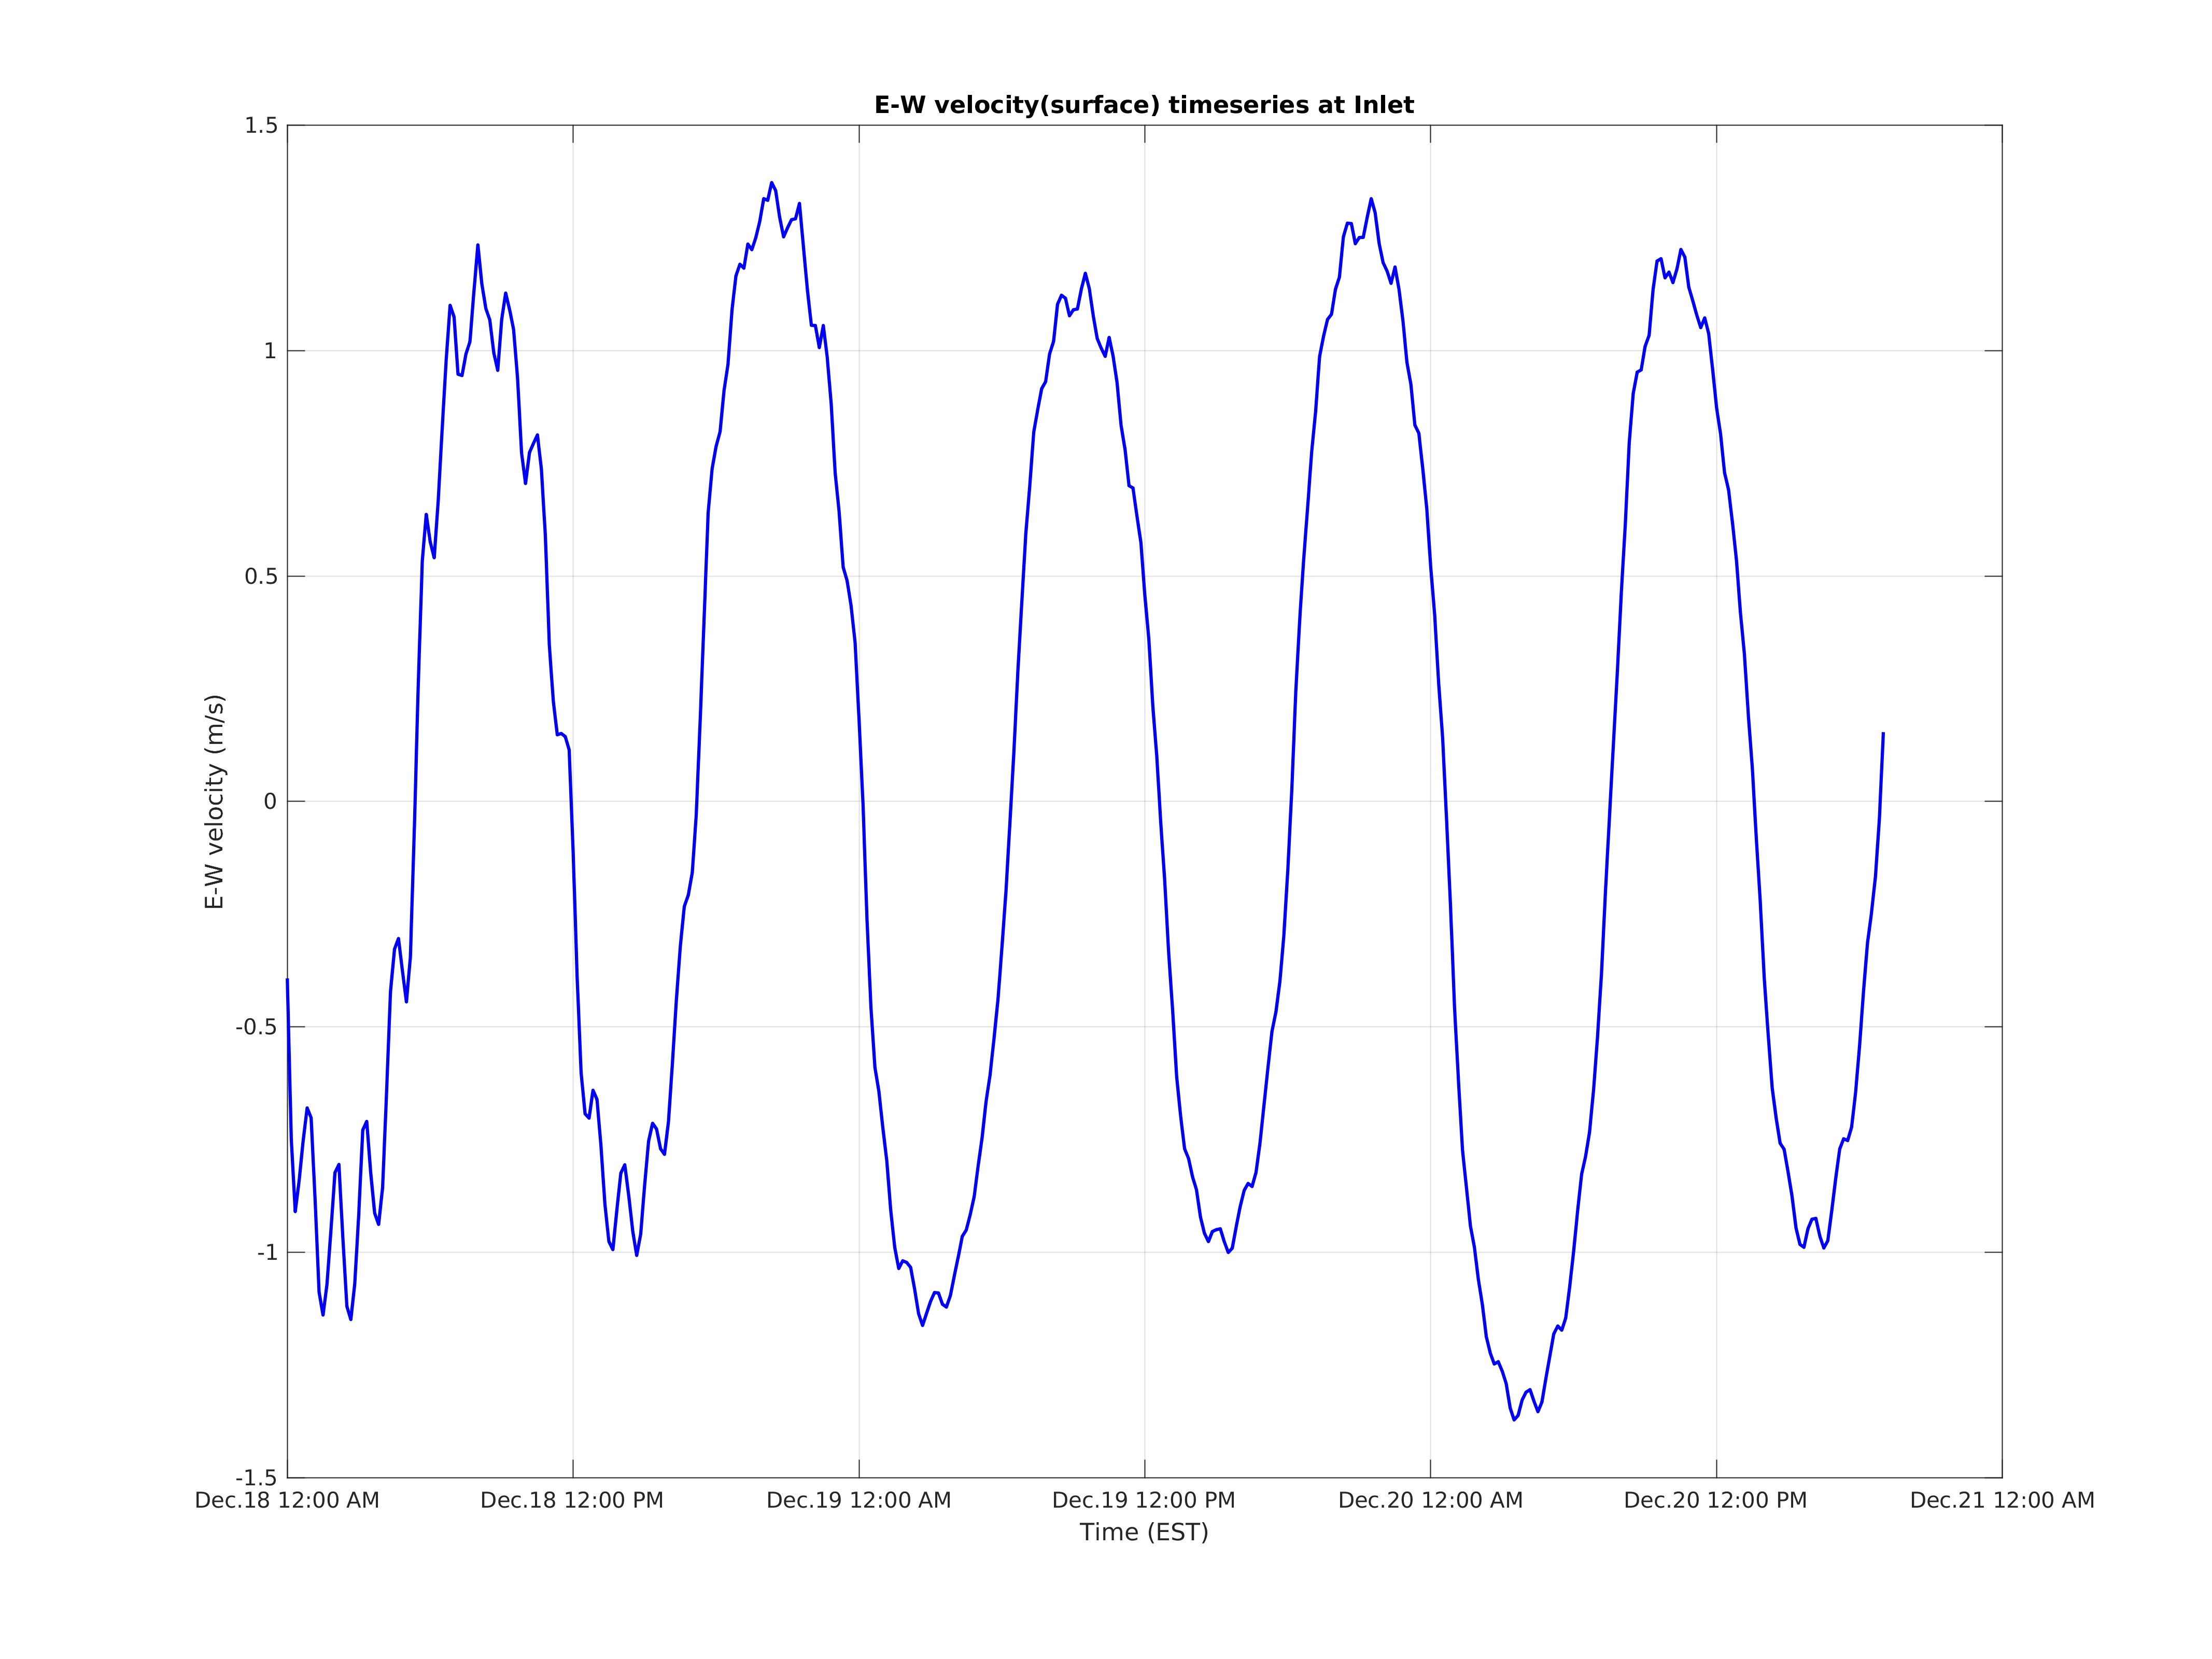 E-W velocity(surface) timeseries at Inlet
1.5
1
0.5
0
-0.5
-1
-1.5
E-W velocity (m/s)
Dec.18 12:00 AM Dec.18 12:00 PM Dec.19 12:00 AM Dec.19 12:00 PM Dec.20 12:00 AM Dec.20 12:00 PM Dec.21 12:00 AM
Time (EST)